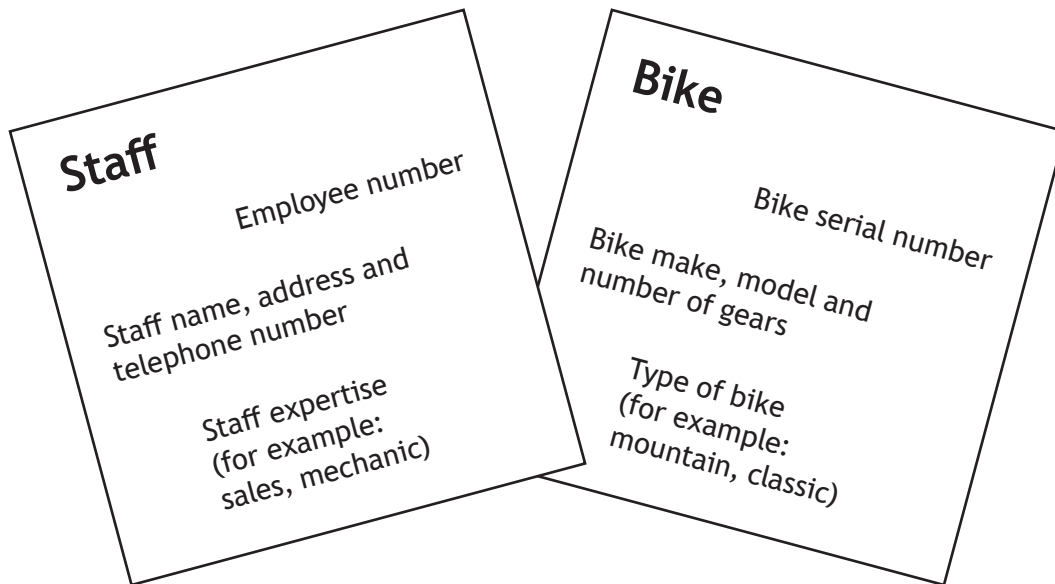 Staff
Employee number
Staff name, address and
telephone number
Staff expertise
(for example:
sales, mechanic)
Bike
Bike serial number
Bike make, model and
number of gears
Type of bike
(for example:
mountain, classic)